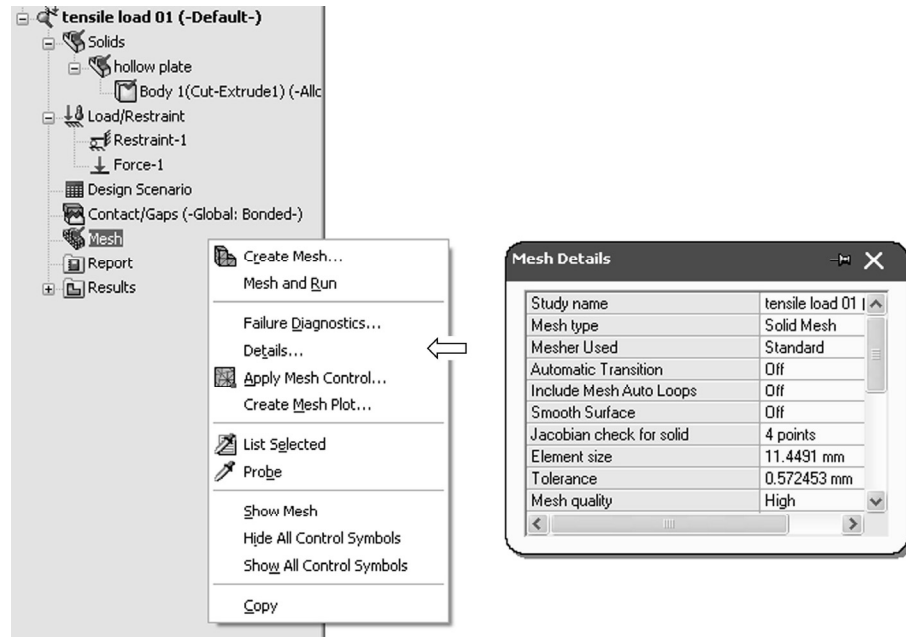 tensile load 01 (-Default-)
Solids
hollow plate
Body 1(Cut-Extrude1) (-Allo
Load/Restraint
Restraint-1
Force-1
Design Scenario
Contact/Gaps (-Global: Bonded-)
Mesh
Report
Results
Create Mesh...
Mesh and Run
Failure Diagnostics...
Details...
Apply Mesh Control...
Create Mesh Plot...
List Selected
Probe
Show Mesh
Hide All Control Symbols
Show All Control Symbols
Copy
Mesh Details
Study name tensile load 01 (
Mesh type Solid Mesh
Mesher Used Standard
Automatic Transition Off
Include Mesh Auto Loops Off
Smooth Surface Off
Jacobian check for solid 4 points
Element size 11.4491 mm
Tolerance 0.572453 mm
Mesh quality High